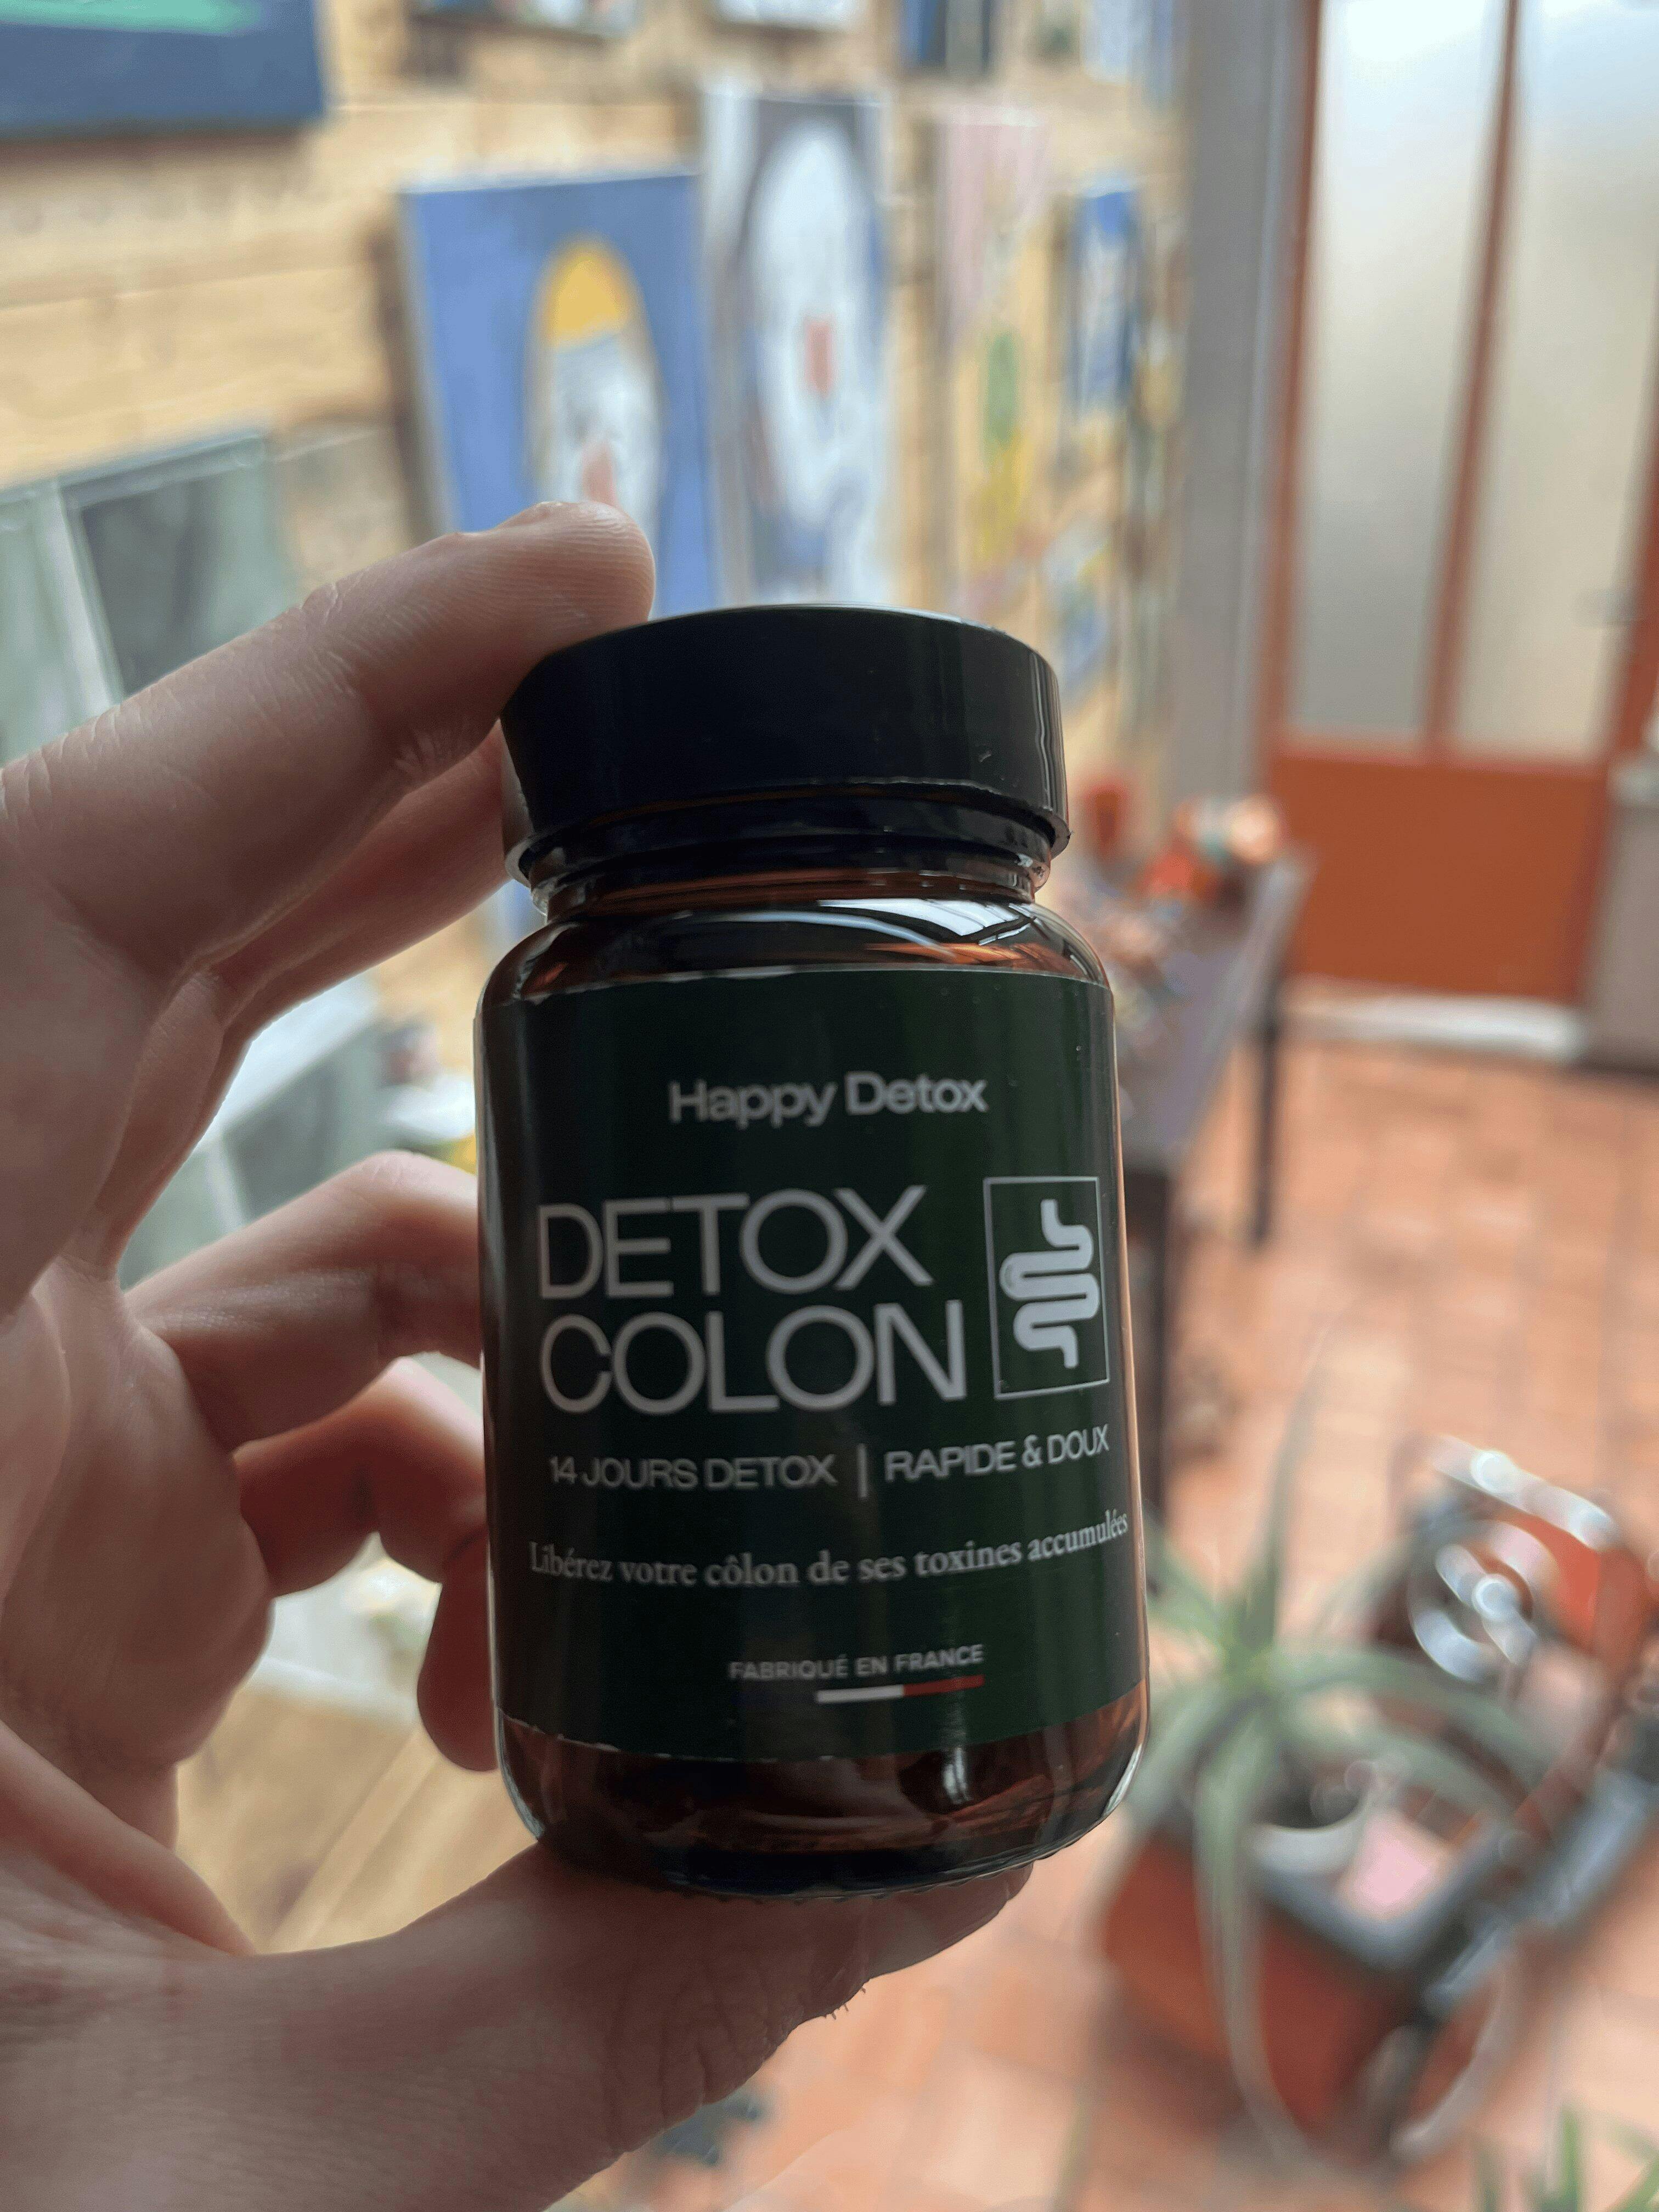 Happy Detox
DETOX
COLON
14 JOURS DETOX | RAPIDE & DOUX
Libérez votre côlon de ses toxines accumulées
FABRIQUÉ EN FRANCE